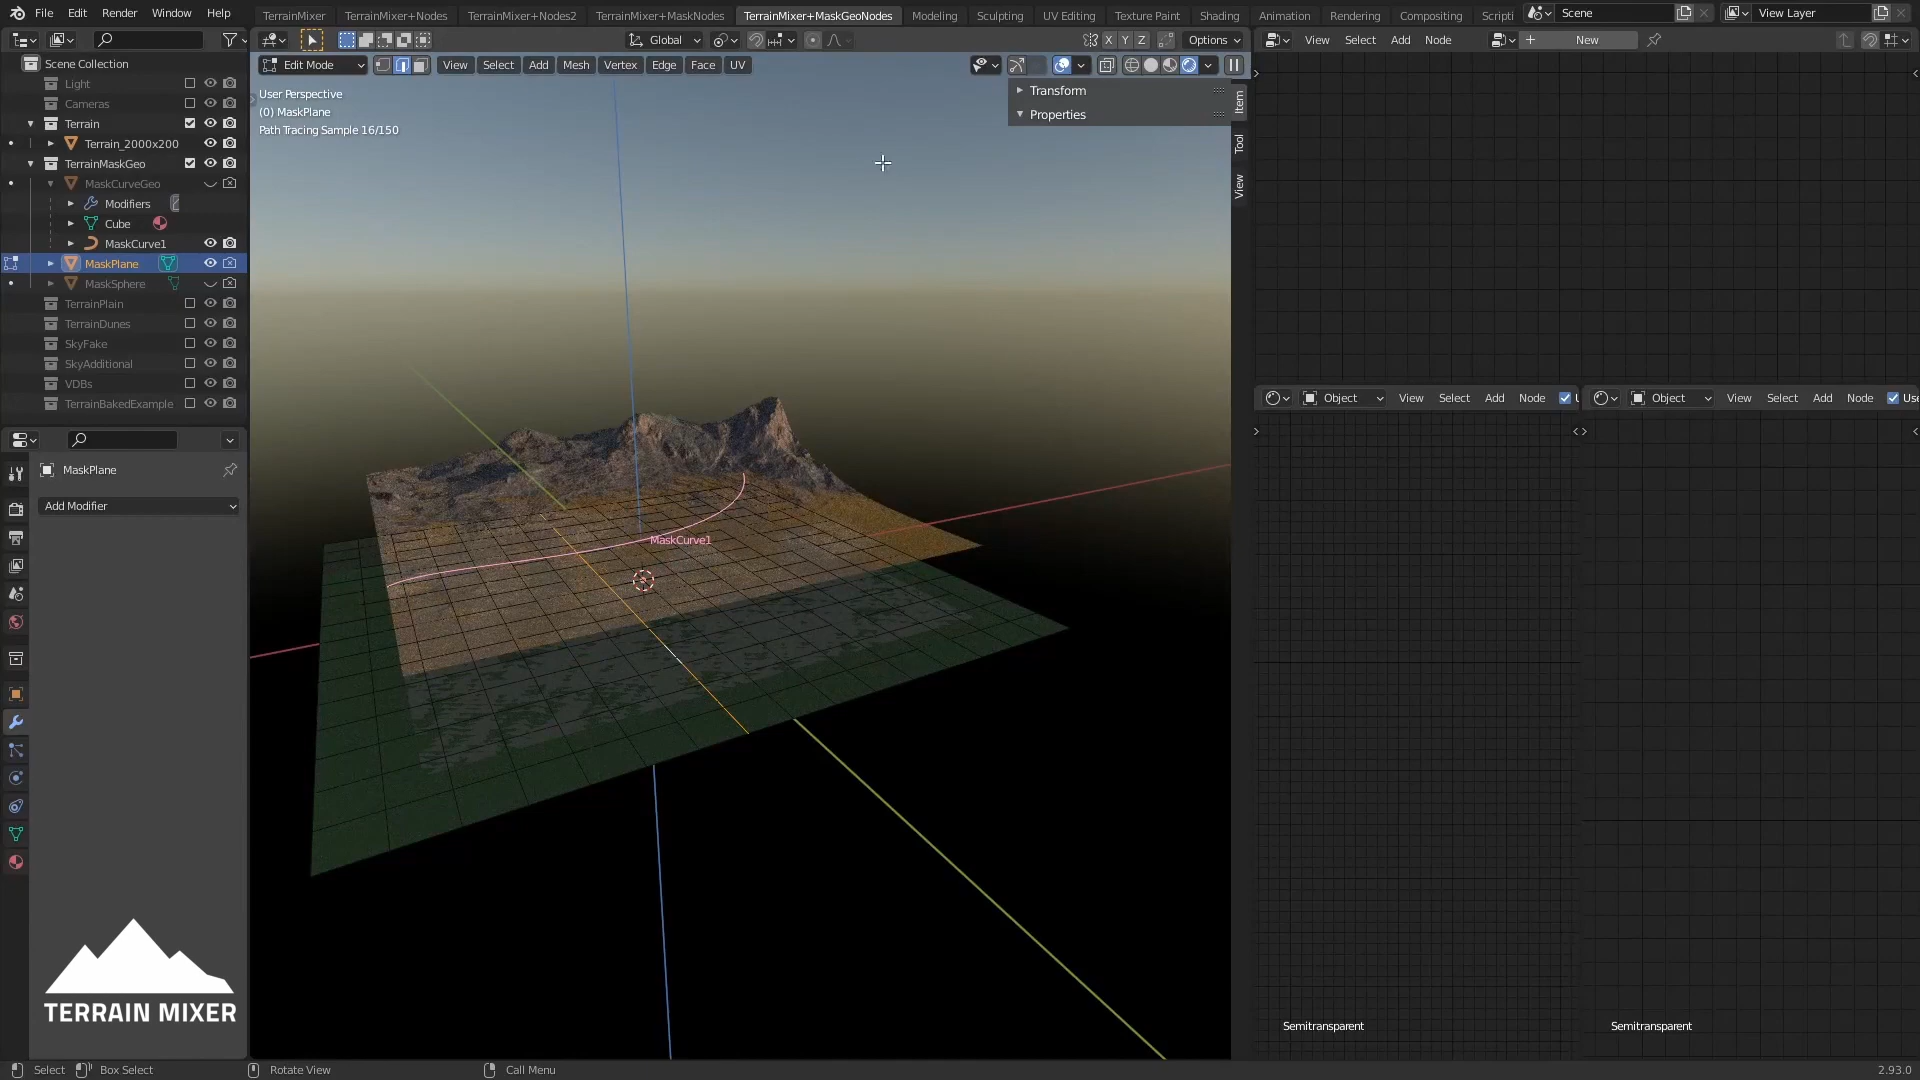 File Edit Render Window Help
TerrainMixer TerrainMixer+Nodes TerrainMixer+Nodes2 TerrainMixer+MaskNodes TerrainMixer+MaskGeoNodes Modeling Sculpting UV Editing Texture Paint Shading Animation Rendering Compositing Scripti
Scene View Layer
Global Options
View Select Add Node New
Edit Mode View Select Add Mesh Vertex Edge Face UV
Scene Collection
Light
Cameras
Terrain
Terrain_2000x200
TerrainMaskGeo
MaskCurveGeo
Modifiers
Cube
MaskCurve1
MaskPlane
MaskSphere
TerrainPlain
TerrainDunes
SkyFake
SkyAdditional
VDBs
TerrainBakedExample
MaskPlane
Add Modifier
TERRAIN MIXER
User Perspective
(0) MaskPlane
Path Tracing Sample 16/150
X Y Z
Transform
Properties
Item
Tool
View
MaskCurve1
Object View Select Add Node U
Object View Select Add Node Use
Semitransparent
Semitransparent
Select Box Select Rotate View Call Menu 2.93.0